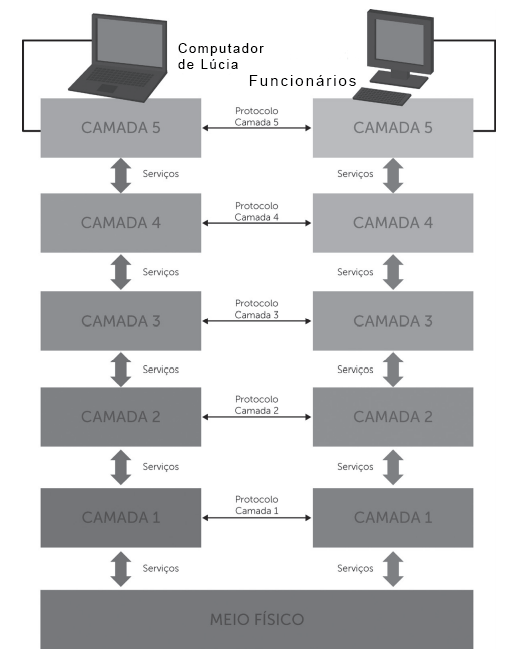 Computador
de Lúcia
Funcionários
CAMADA 5
Protocolo
Camada 5
CAMADA 5
Serviços
Serviços
CAMADA 4
Protocolo
Camada 4
CAMADA 4
Serviços
Serviços
CAMADA 3
Protocolo
Camada 3
CAMADA 3
Serviços
Serviços
CAMADA 2
Protocolo
Camada 2
CAMADA 2
Serviços
Serviços
CAMADA 1
Protocolo
Camada 1
CAMADA 1
Serviços
Serviços
MEIO FÍSICO